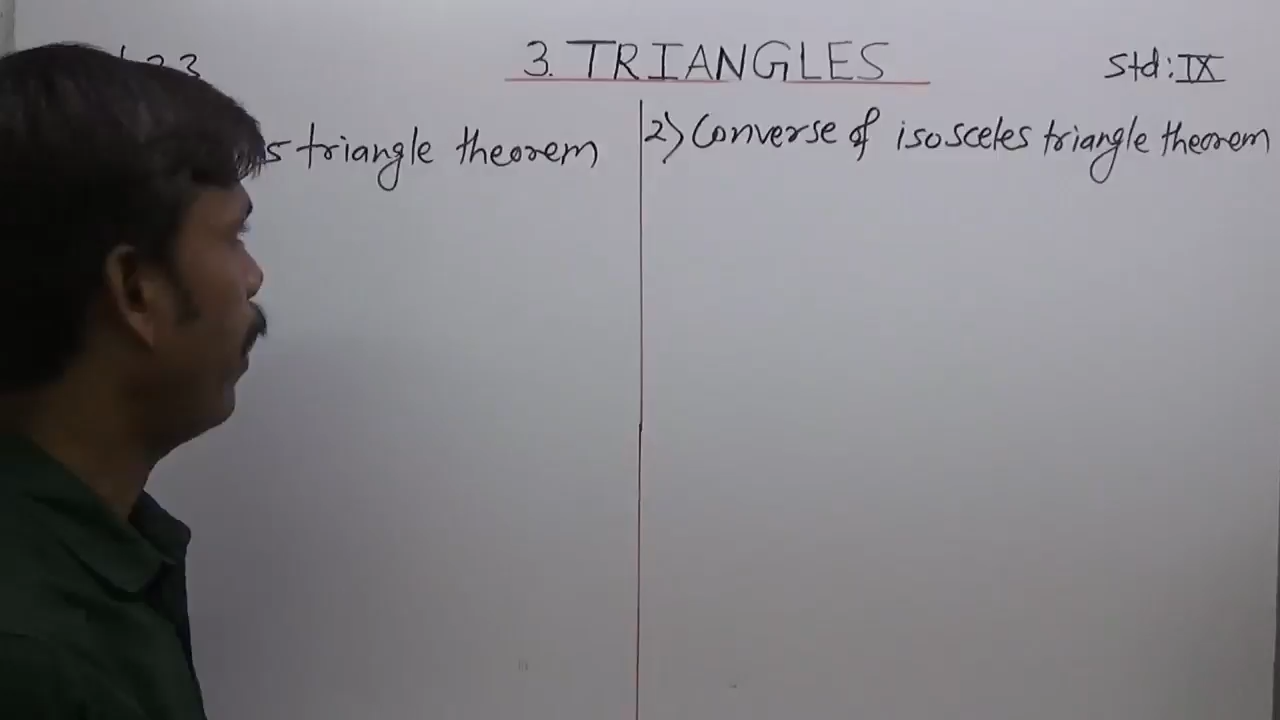 3. TRIANGLES
Std: IX
triangle theorem
2) Converse of isosceles triangle theorem